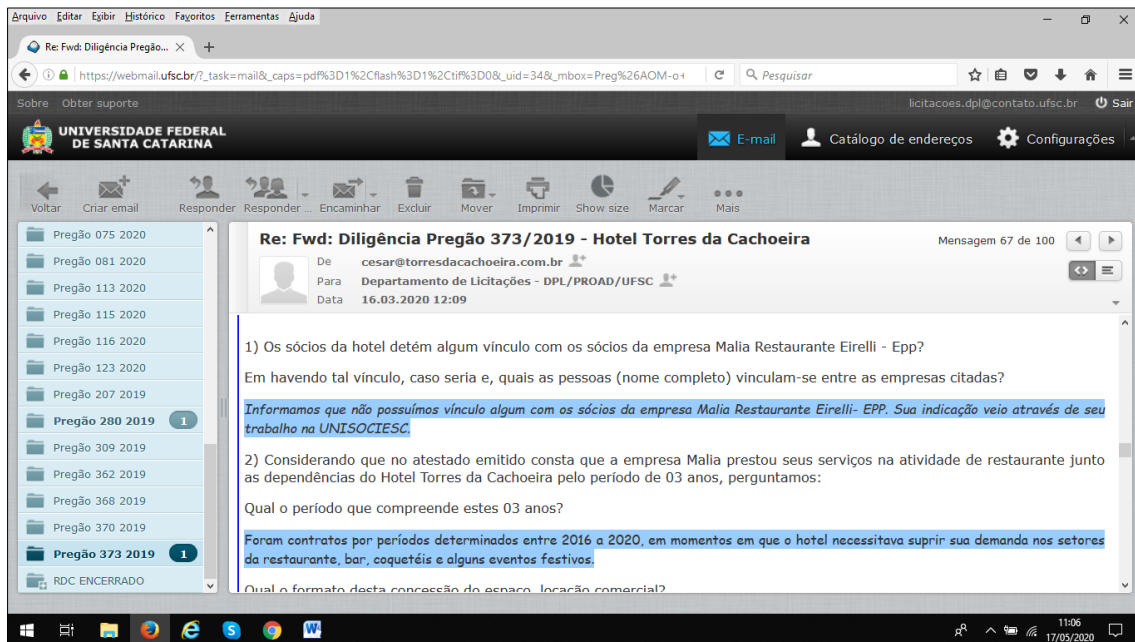 Arquivo Editar Exibir Histórico Favoritos Ferramentas Ajuda
Re: Fwd: Diligência Pregão...
https://webmail.ufsc.br/?_task=mail&_caps=pdf%3D1%2Cflash%3D1%2Ctif%3D0&_uid=34&_mbox=Preg%26AOM-o+
Pesquisar
Sobre Obter suporte
licitacoes.dpl@contato.ufsc.br Sair
UNIVERSIDADE FEDERAL
DE SANTA CATARINA
E-mail Catálogo de endereços Configurações
Voltar Criar email Responder Responder ... Encaminhar Excluir Mover Imprimir Show size Marcar Mais
Pregão 075 2020
Pregão 081 2020
Pregão 113 2020
Pregão 115 2020
Pregão 116 2020
Pregão 123 2020
Pregão 207 2019
Pregão 280 2019 1
Pregão 309 2019
Pregão 362 2019
Pregão 368 2019
Pregão 370 2019
Pregão 373 2019 1
RDC ENCERRADO
Re: Fwd: Diligência Pregão 373/2019 - Hotel Torres da Cachoeira
Mensagem 67 de 100
De cesar@torresdacachoeira.com.br
Para Departamento de Licitações - DPL/PROAD/UFSC
Data 16.03.2020 12:09
1) Os sócios da hotel detém algum vínculo com os sócios da empresa Malia Restaurante Eirelli - Epp?
Em havendo tal vínculo, caso seria e, quais as pessoas (nome completo) vinculam-se entre as empresas citadas?
Informamos que não possuímos vínculo algum com os sócios da empresa Malia Restaurante Eirelli- EPP. Sua indicação veio através de seu
trabalho na UNISOCIESC.
2) Considerando que no atestado emitido consta que a empresa Malia prestou seus serviços na atividade de restaurante junto
as dependências do Hotel Torres da Cachoeira pelo período de 03 anos, perguntamos:
Qual o período que compreende estes 03 anos?
Foram contratos por períodos determinados entre 2016 a 2020, em momentos em que o hotel necessitava suprir sua demanda nos setores
da restaurante, bar, coquetéis e alguns eventos festivos.
Qual o formato desta concessão do espaço, locação comercial?
11:06
17/05/2020